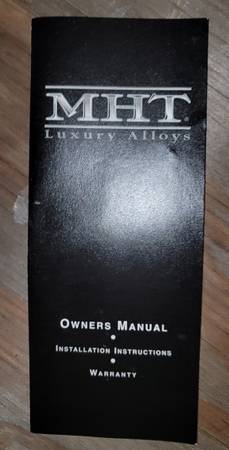 MHT
Luxury Alloys
OWNERS MANUAL
•
INSTALLATION INSTRUCTIONS
•
WARRANTY